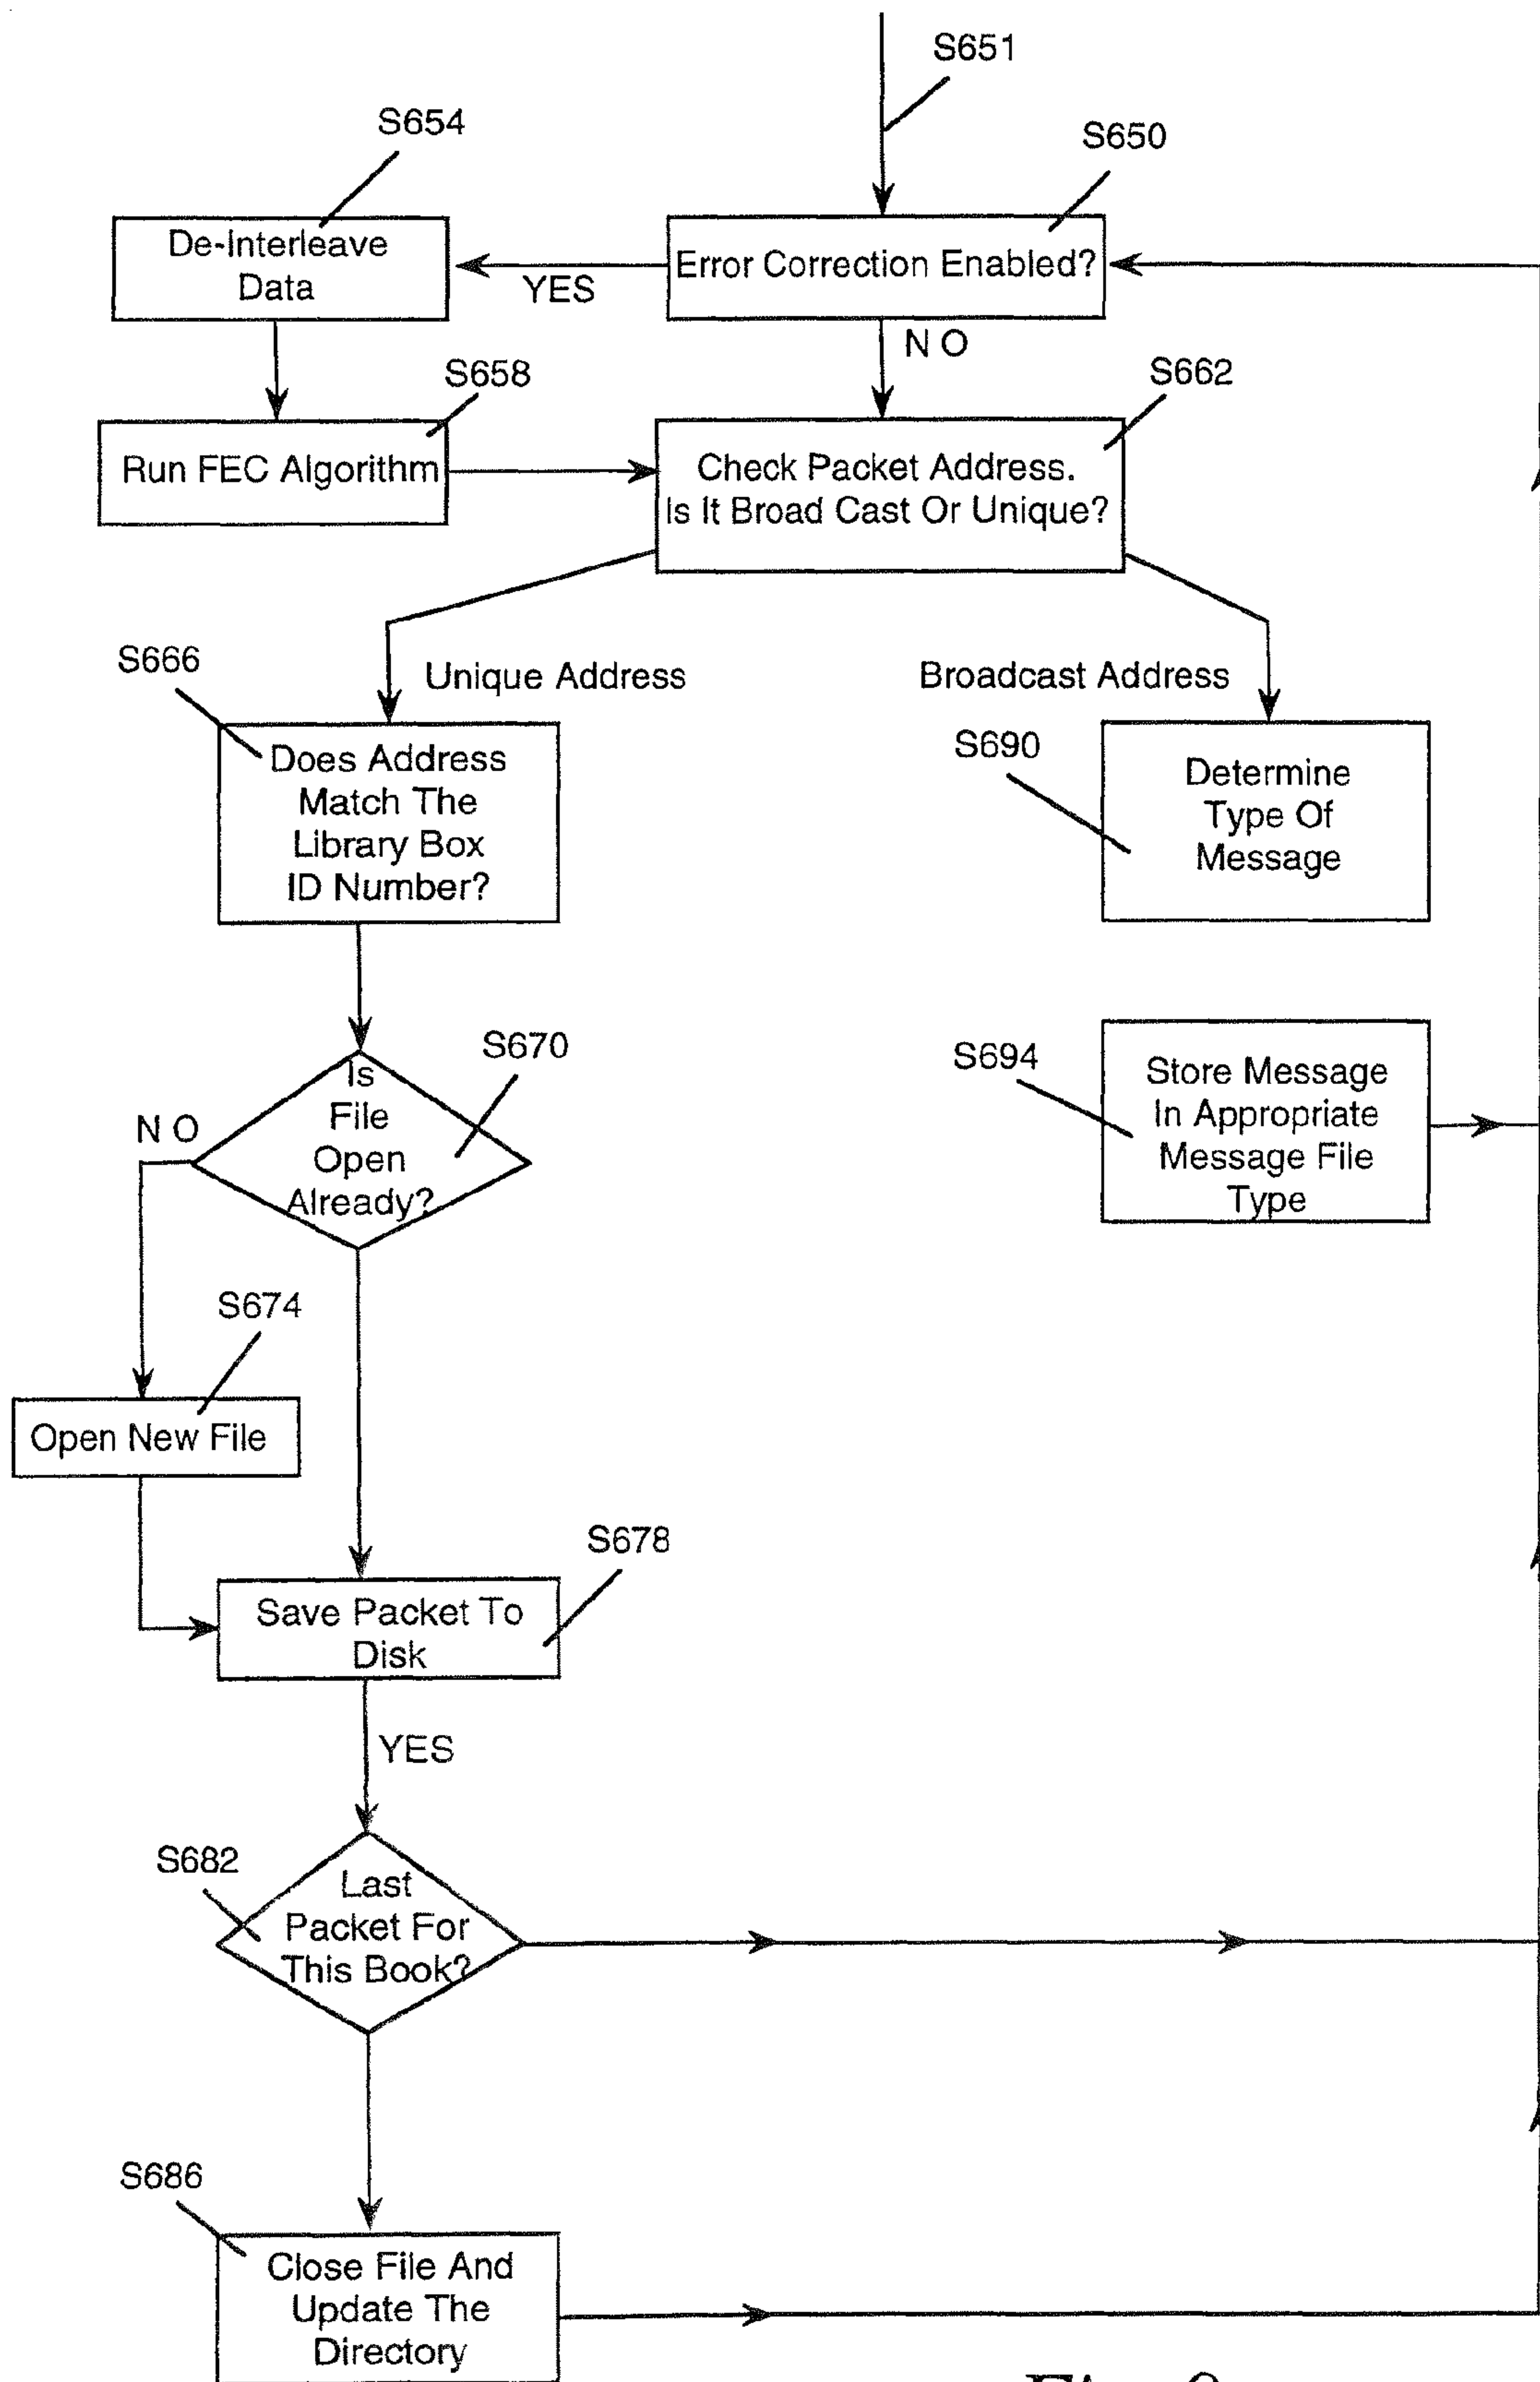 S651
S654
S650
De-Interleave
Data
YES
Error Correction Enabled?
N O
S658
S662
Run FEC Algorithm
Check Packet Address.
Is It Broad Cast Or Unique?
S666
Unique Address
Broadcast Address
Does Address
Match The
Library Box
ID Number?
S690
Determine
Type Of
Message
S670
Is
File
Open
Already?
N O
S694
Store Message
In Appropriate
Message File
Type
S674
Open New File
S678
Save Packet To
Disk
YES
S682
Last
Packet For
This Book?
S686
Close File And
Update The
Directory